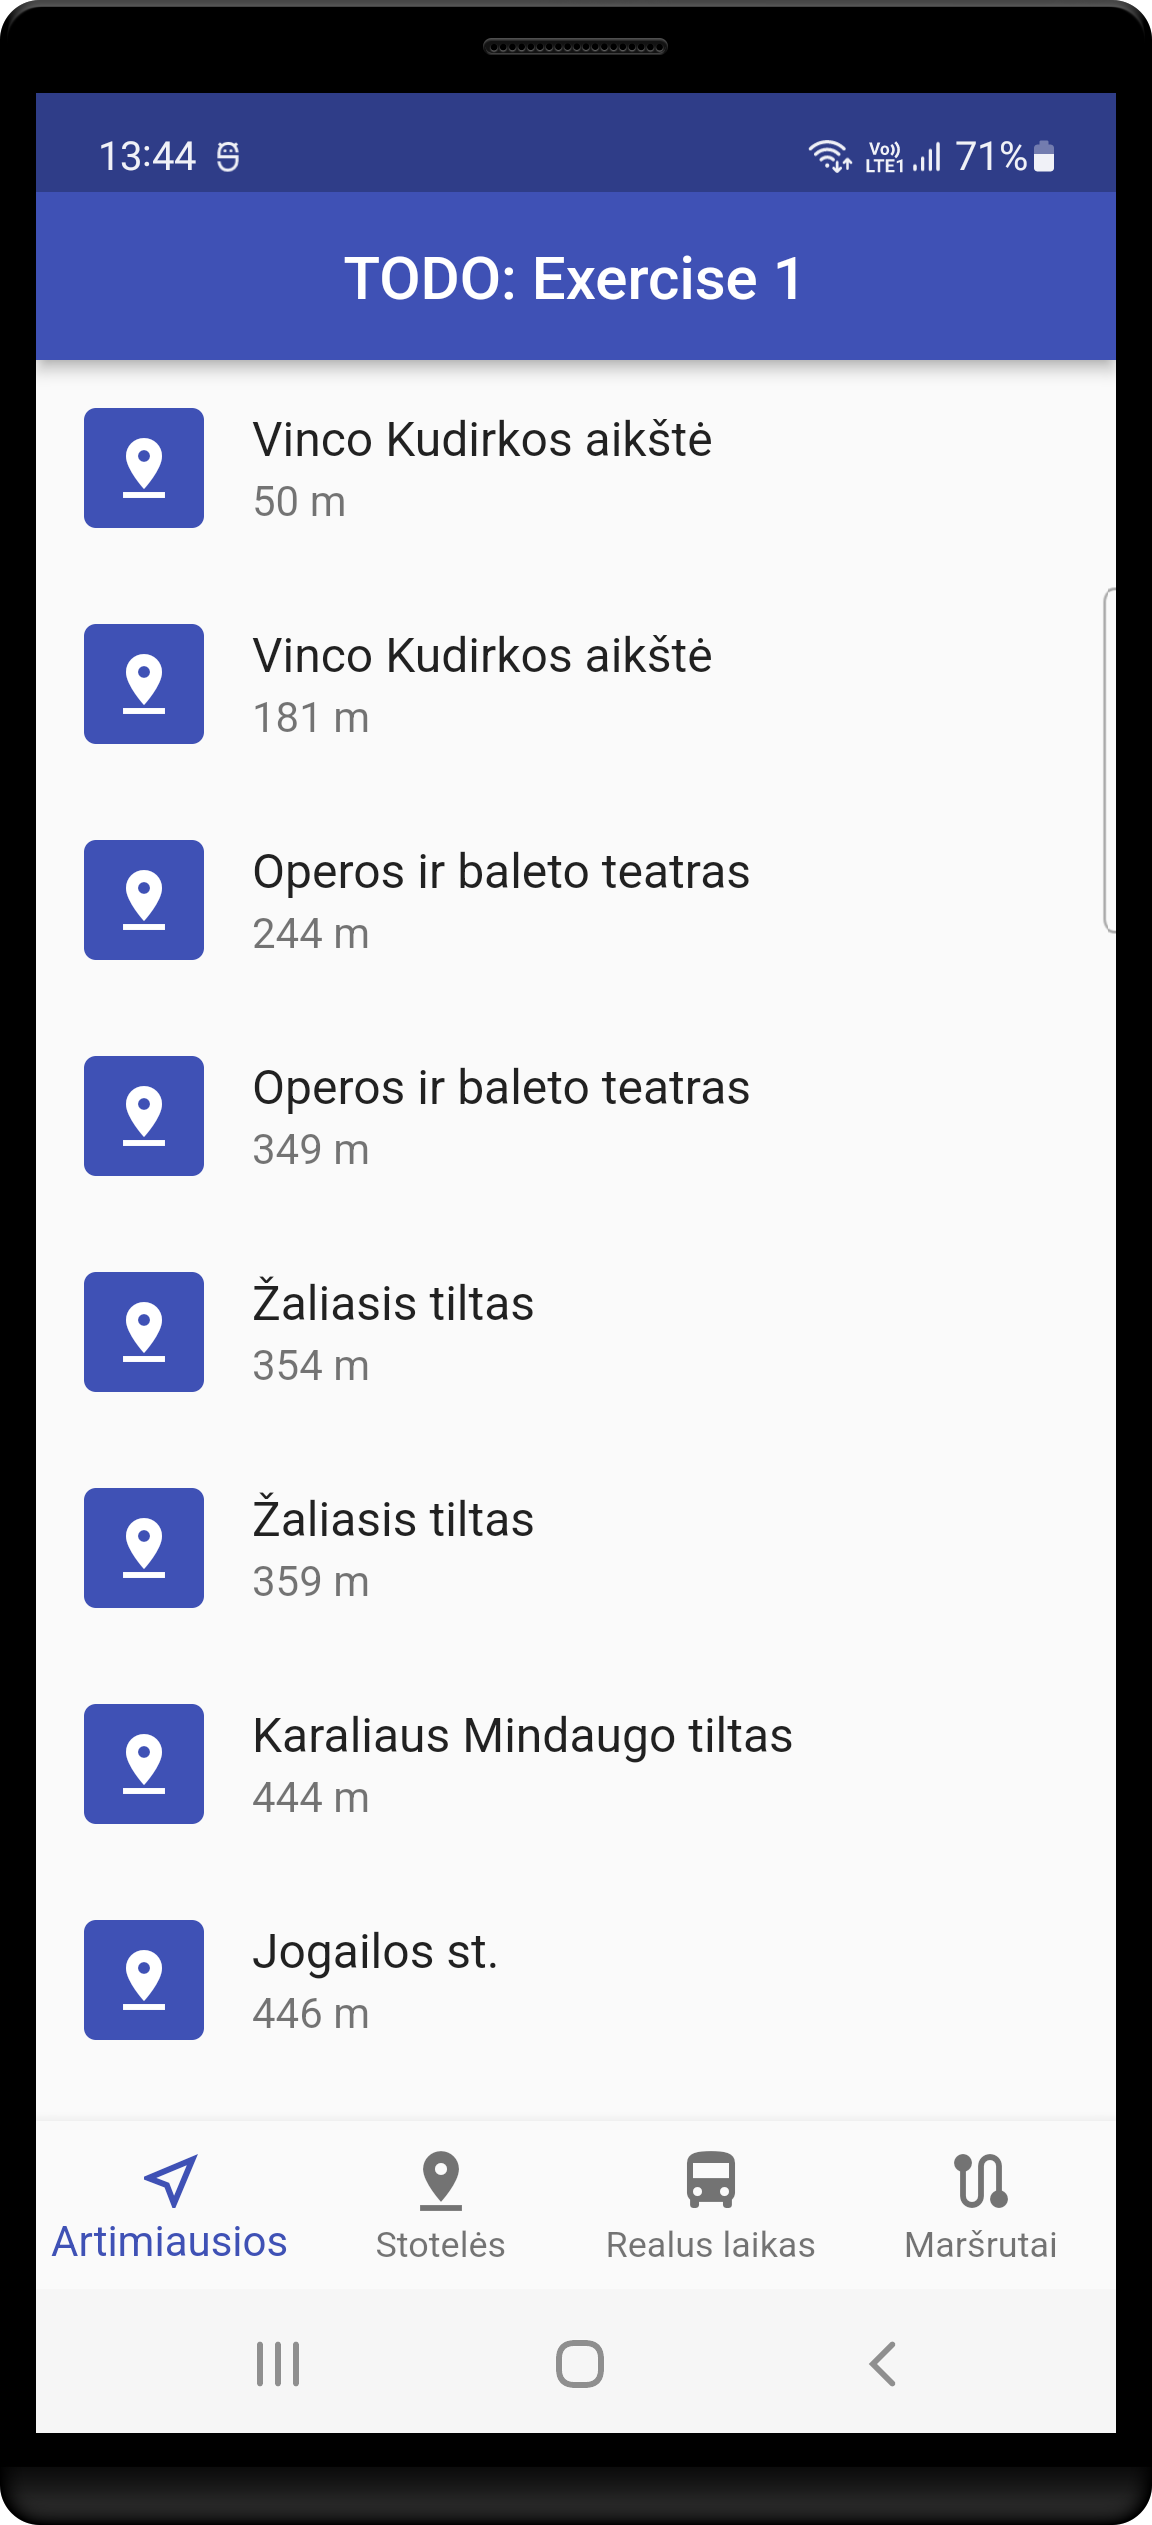 13:44
Vo)) LTE1 71%
TODO: Exercise 1
Vinco Kudirkos aikštė
50 m
Vinco Kudirkos aikštė
181 m
Operos ir baleto teatras
244 m
Operos ir baleto teatras
349 m
Žaliasis tiltas
354 m
Žaliasis tiltas
359 m
Karaliaus Mindaugo tiltas
444 m
Jogailos st.
446 m
Artimiausios
Stotelės
Realus laikas
Maršrutai